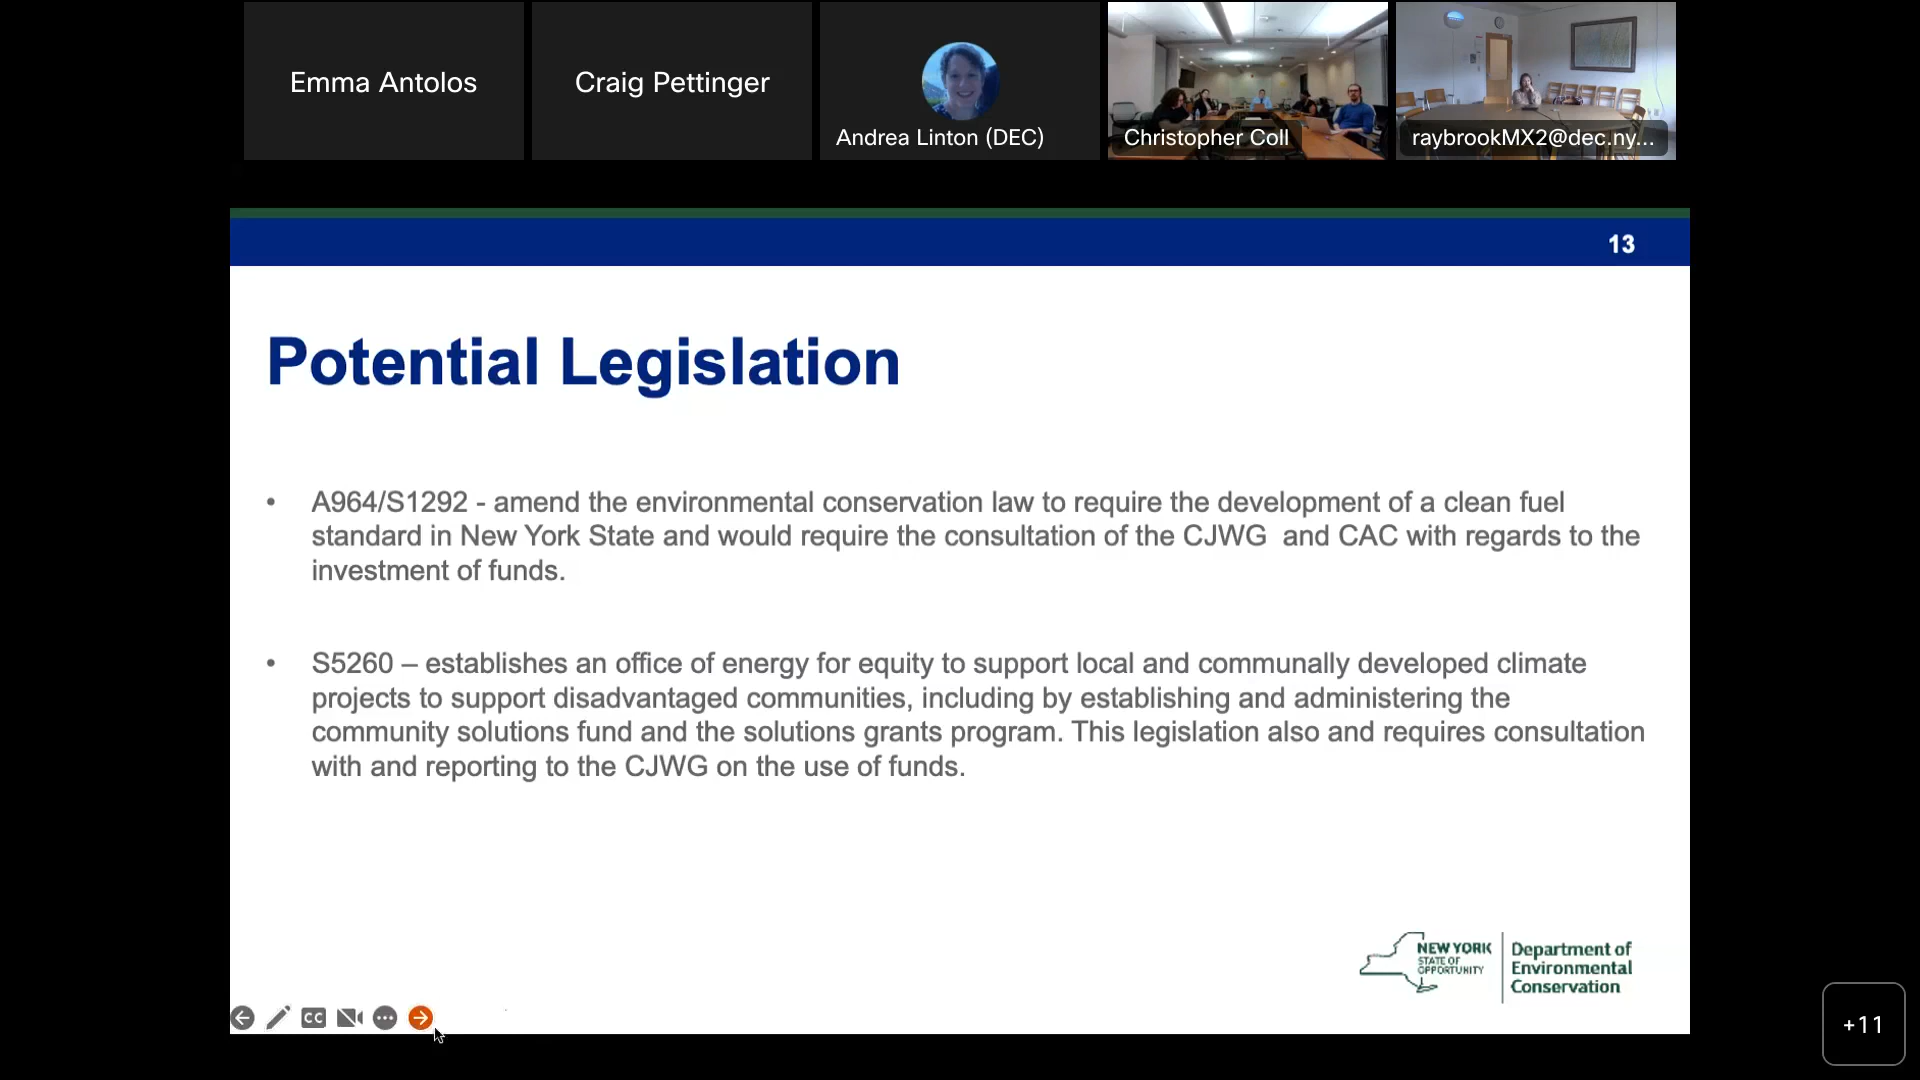 Emma Antolos
Craig Pettinger
Andrea Linton (DEC)
Christopher Coll
raybrookMX2@dec.ny...
13
Potential Legislation
• A964/S1292 - amend the environmental conservation law to require the development of a clean fuel
standard in New York State and would require the consultation of the CJWG and CAC with regards to the
investment of funds.
• S5260 – establishes an office of energy for equity to support local and communally developed climate
projects to support disadvantaged communities, including by establishing and administering the
community solutions fund and the solutions grants program. This legislation also and requires consultation
with and reporting to the CJWG on the use of funds.
NEW YORK
STATE OF
OPPORTUNITY
Department of
Environmental
Conservation
CC
+11